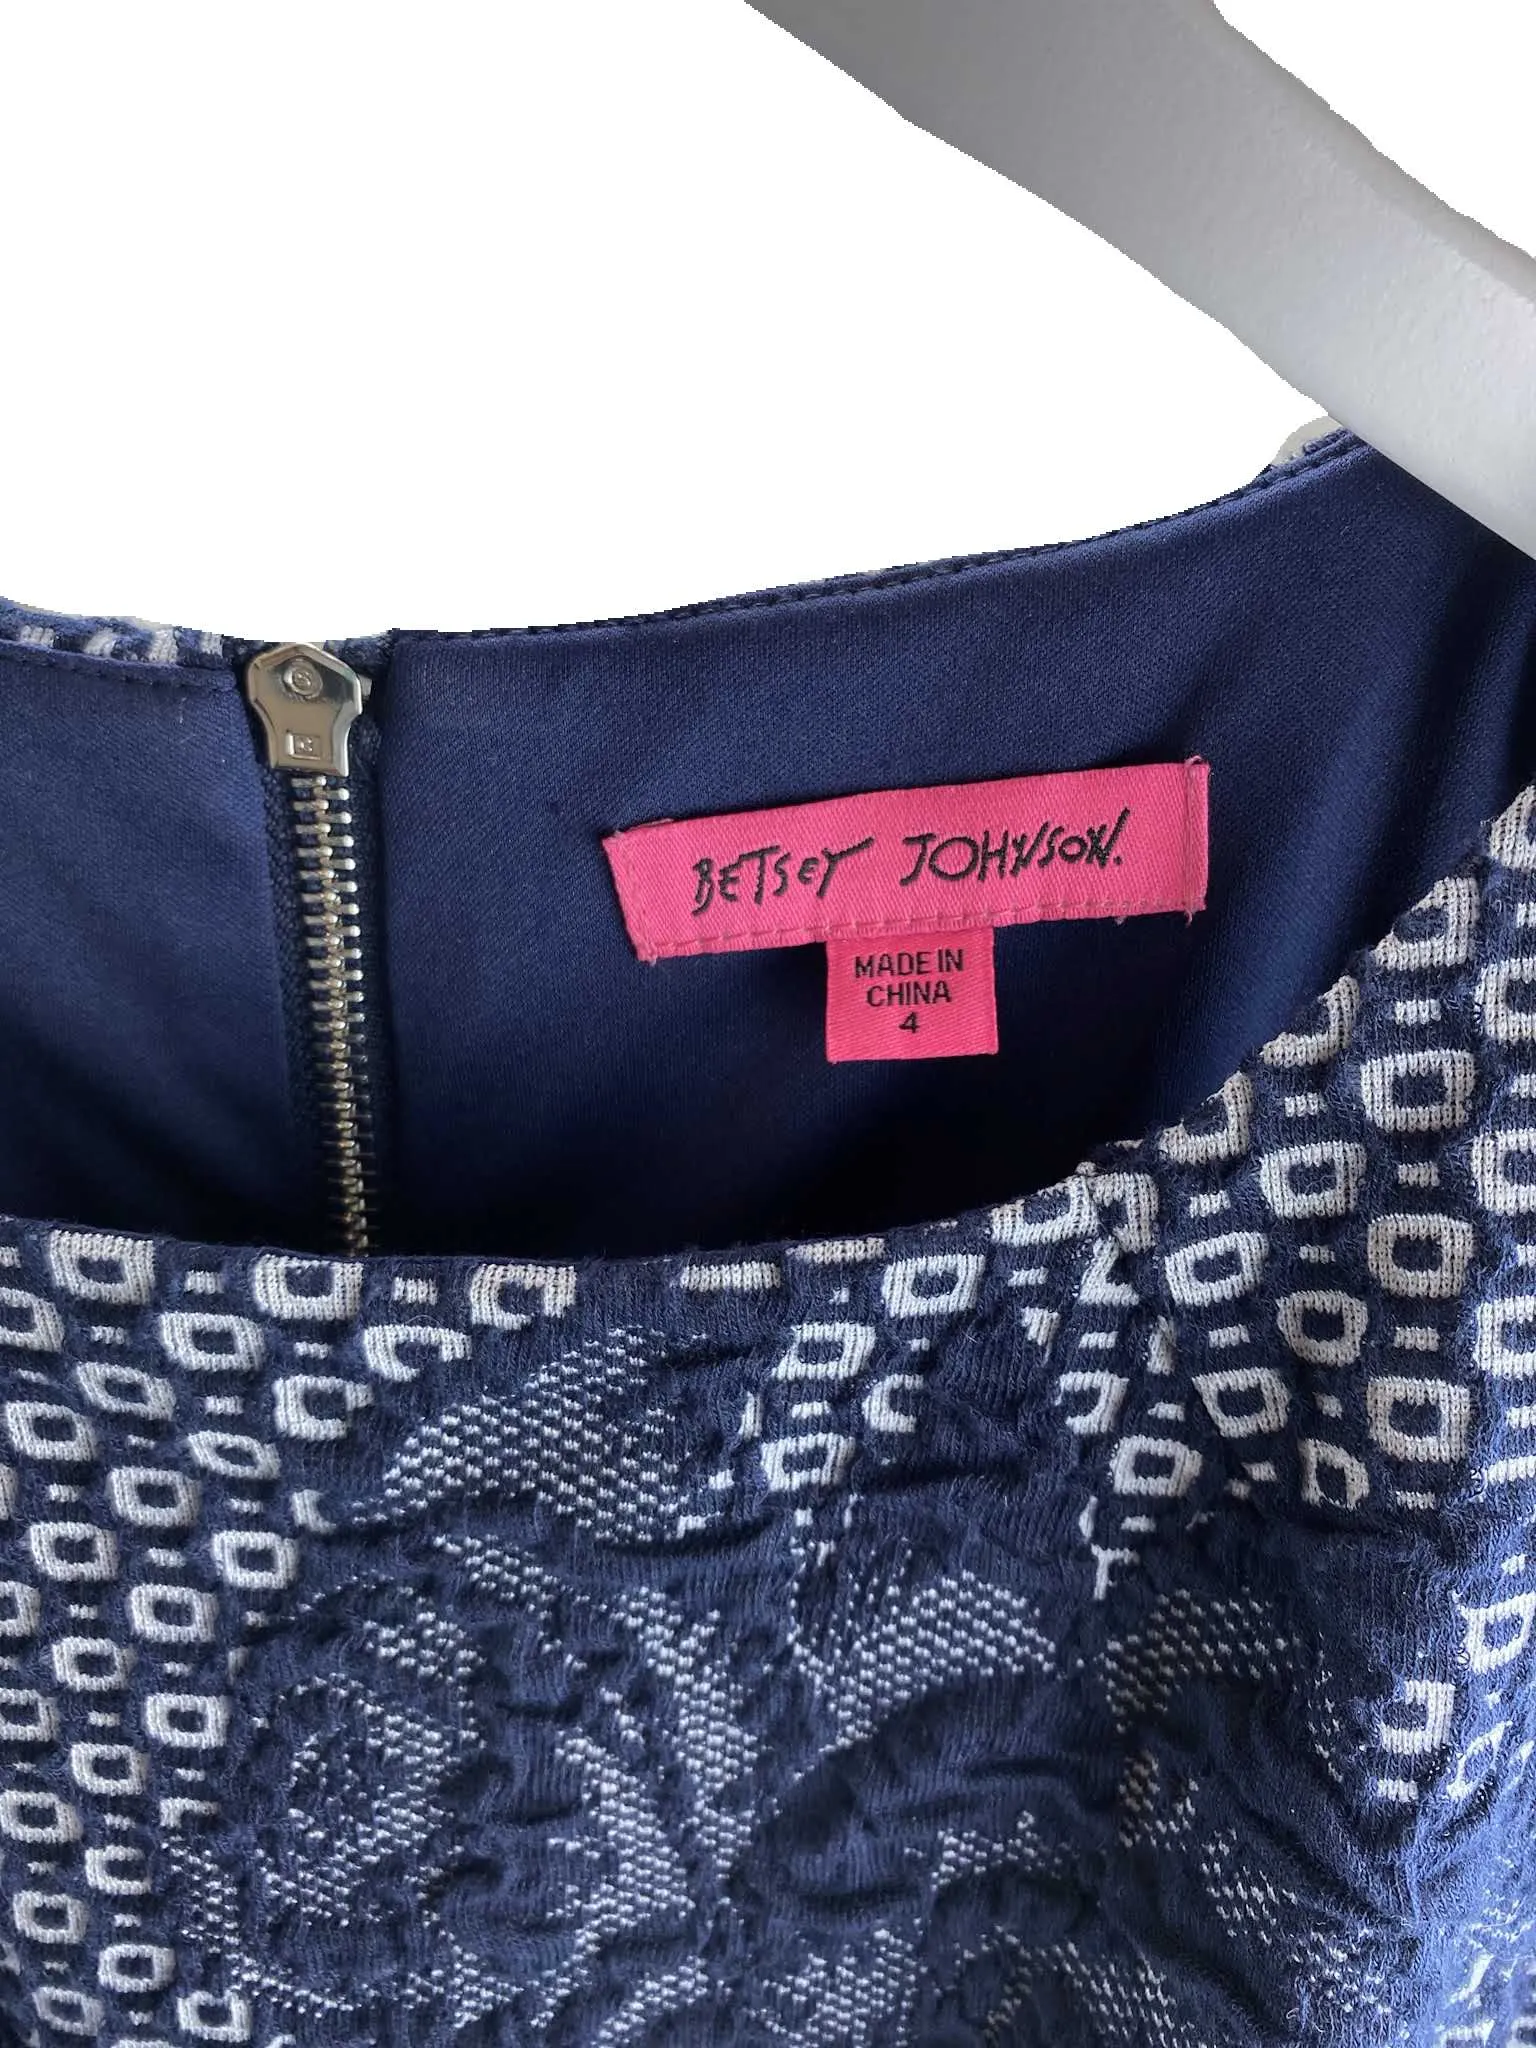 BETSEY JOHNSON.
MADE IN
CHINA
4